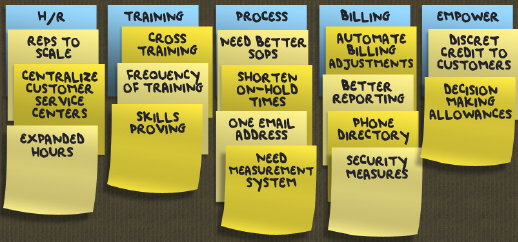 H/R
REPS TO
SCALE
CENTRALIZE
CUSTOMER
SERVICE
CENTERS
EXPANDED
HOURS
TRAINING
CROSS
TRAINING
FREQUENCY
OF TRAINING
SKILLS
PROVING
PROCESS
NEED BETTER
SOPS
SHORTEN
ON-HOLD
TIMES
ONE EMAIL
ADDRESS
NEED
MEASUREMENT
SYSTEM
BILLING
AUTOMATE
BILLING
ADJUSTMENTS
BETTER
REPORTING
PHONE
DIRECTORY
SECURITY
MEASURES
EMPOWER
DISCRET
CREDIT TO
CUSTOMERS
DECISION
MAKING
ALLOWANCES